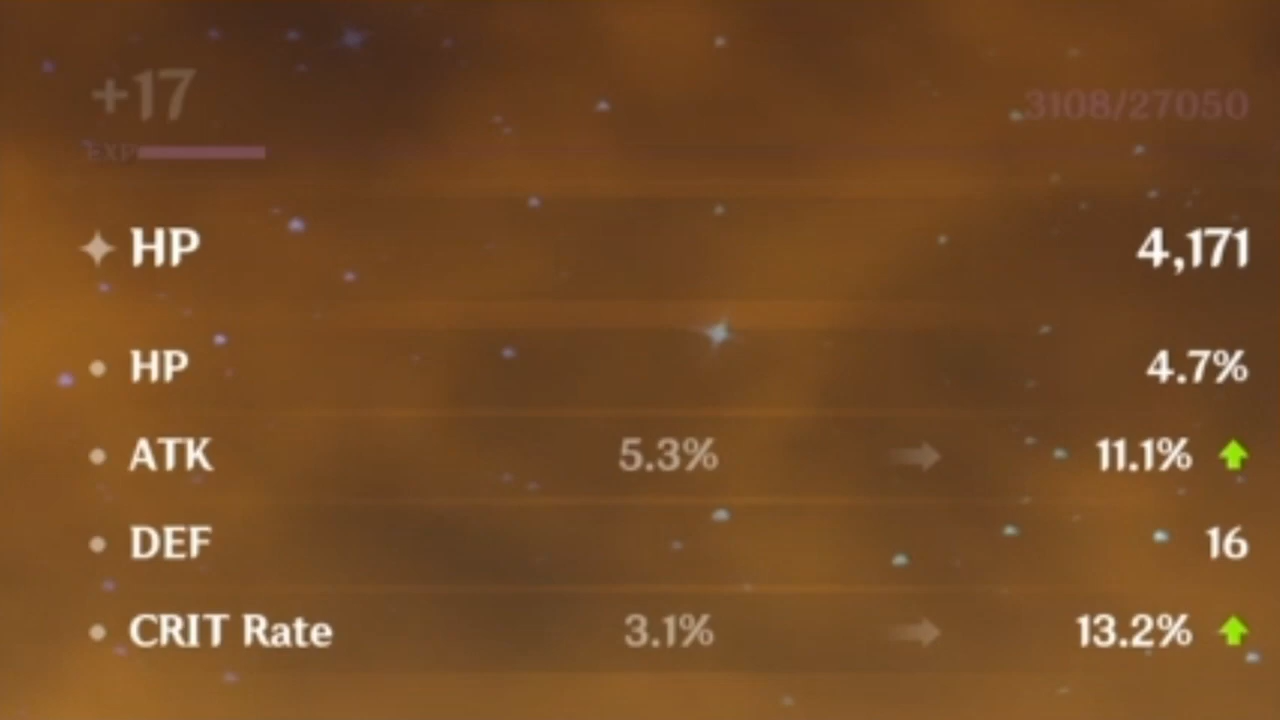 +17
3108/27050
EXP
HP 4,171
HP 4.7%
ATK 5.3% 11.1%
DEF 16
CRIT Rate 3.1% 13.2%